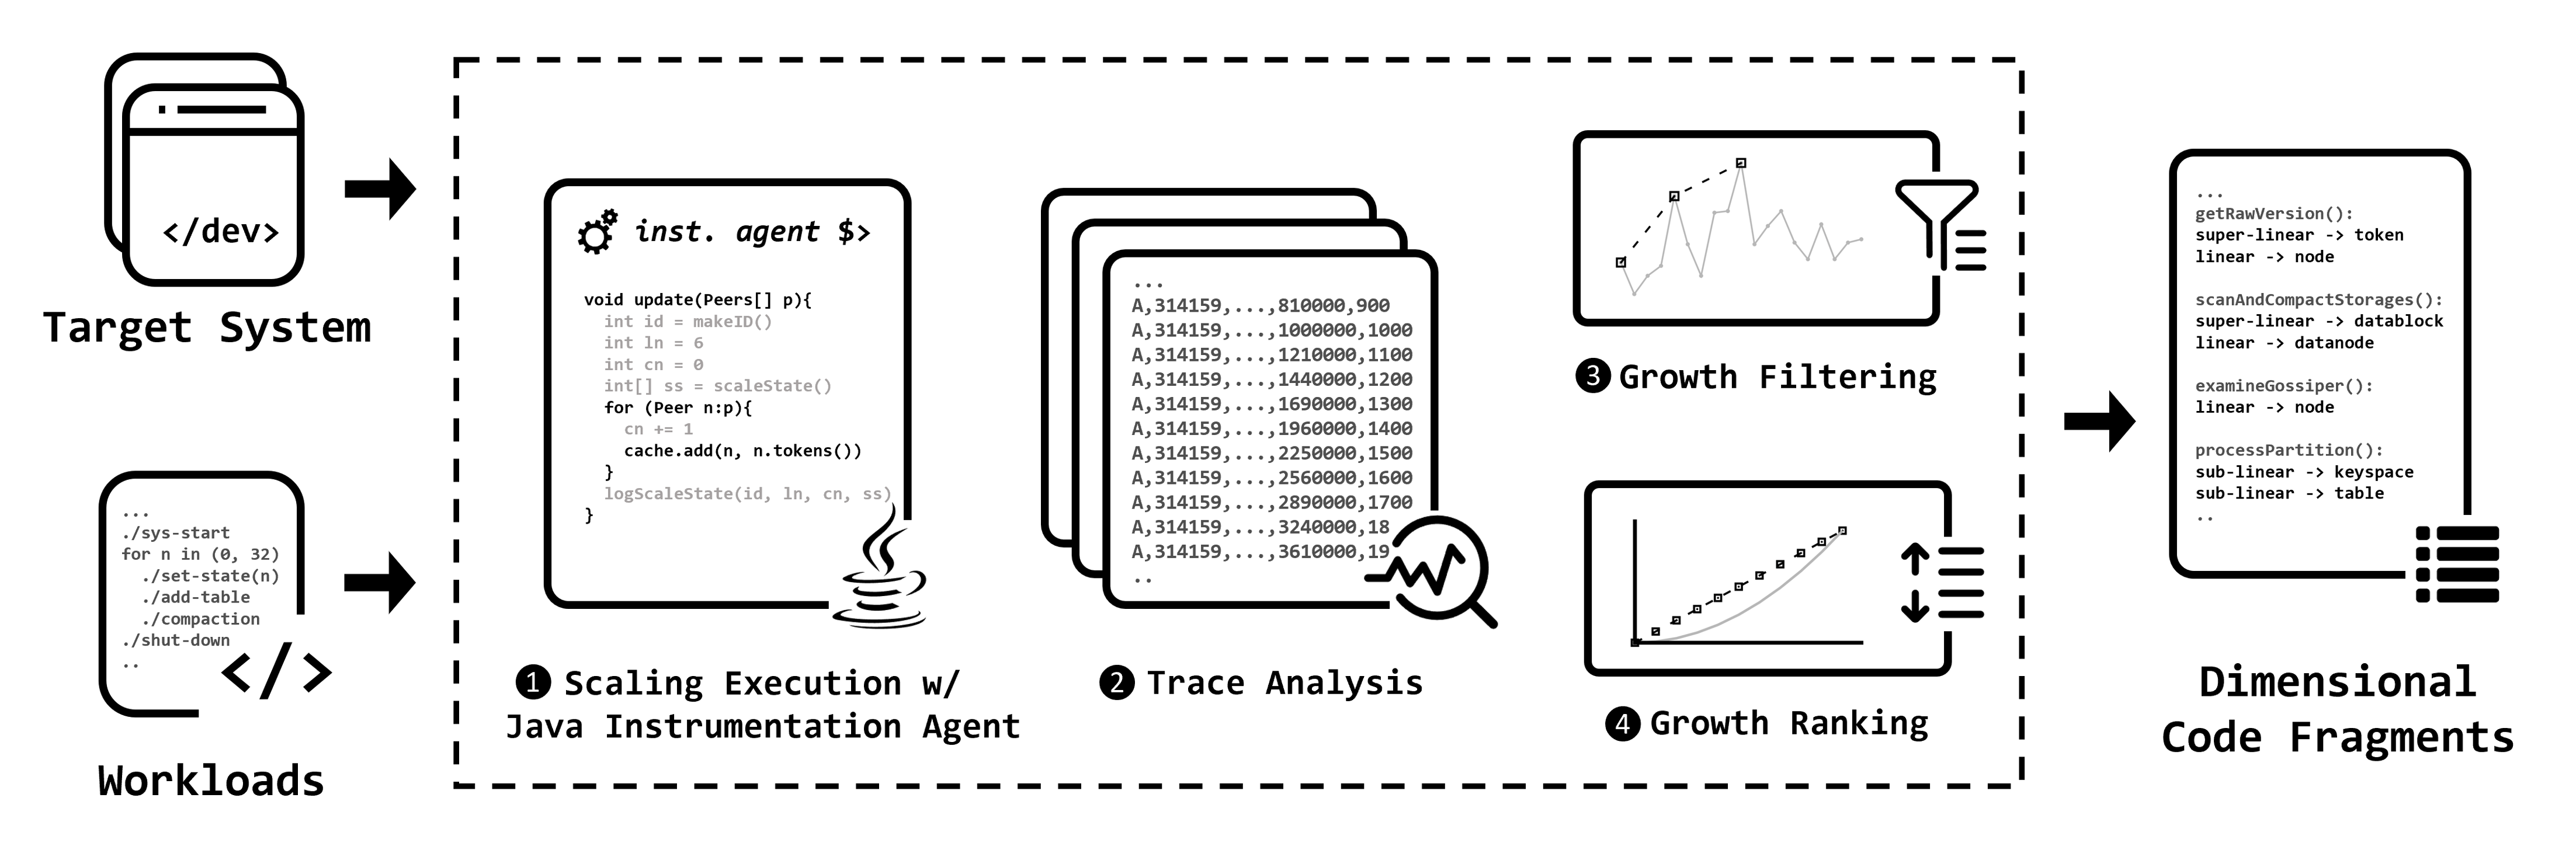 </dev>
Target System
...
./sys-start
for n in (0, 32)
./set-state(n)
./add-table
./compaction
./shut-down
..
</>
Workloads
inst. agent $>
void update(Peers[] p){
int id = makeID()
int ln = 6
int cn = 0
int[] ss = scaleState()
for (Peer n:p){
cn += 1
cache.add(n, n.tokens())
}
logScaleState(id, ln, cn, ss)
}
1 Scaling Execution w/
Java Instrumentation Agent
...
A,314159,...,810000,900
A,314159,...,1000000,1000
A,314159,...,1210000,1100
A,314159,...,1440000,1200
A,314159,...,1690000,1300
A,314159,...,1960000,1400
A,314159,...,2250000,1500
A,314159,...,2560000,1600
A,314159,...,2890000,1700
A,314159,...,3240000,18
A,314159,...,3610000,19
..
2 Trace Analysis
3 Growth Filtering
4 Growth Ranking
...
getRawVersion():
super-linear -> token
linear -> node
scanAndCompactStorages():
super-linear -> datablock
linear -> datanode
examineGossiper():
linear -> node
processPartition():
sub-linear -> keyspace
sub-linear -> table
..
Dimensional
Code Fragments